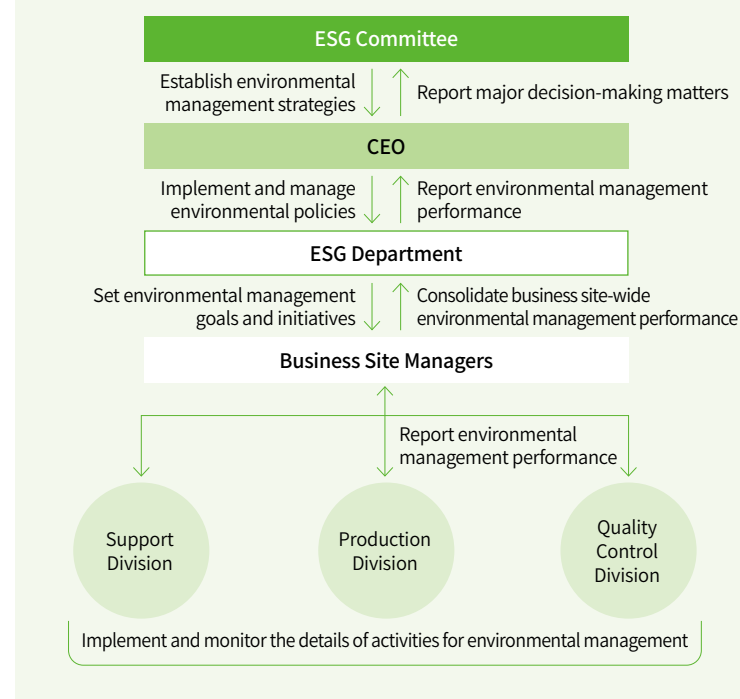 ESG Committee
Establish environmental
management strategies
Report major decision-making matters
CEO
Implement and manage
environmental policies
Report environmental management
performance
ESG Department
Set environmental management
goals and initiatives
Consolidate business site-wide
environmental management performance
Business Site Managers
Report environmental
management performance
Support
Division
Production
Division
Quality
Control
Division
Implement and monitor the details of activities for environmental management